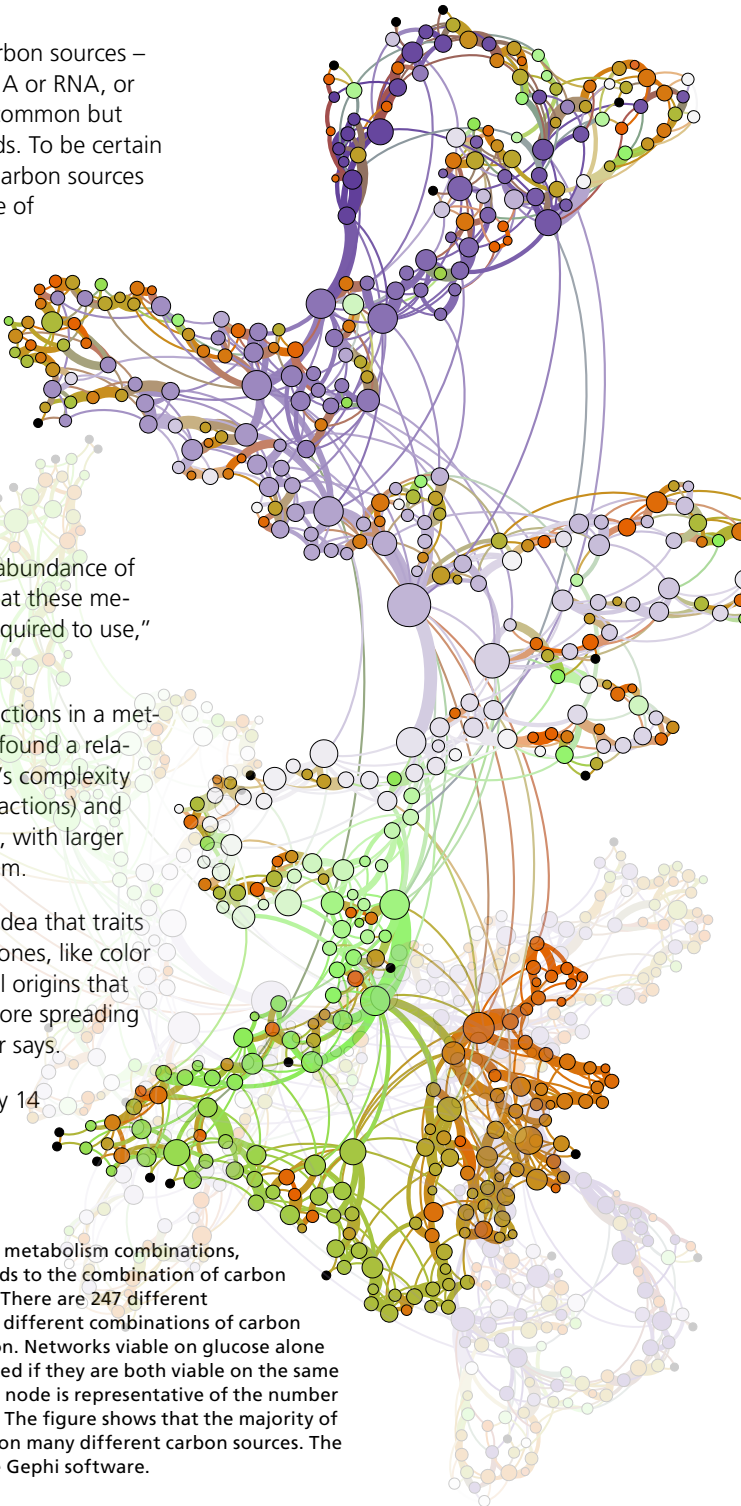 arbon sources –
A or RNA, or
ommon but
ds. To be certain
arbon sources
e of
abundance of
at these me-
quired to use,”
ctions in a met-
found a rela-
’s complexity
actions) and
, with larger
m.
dea that traits
ones, like color
l origins that
ore spreading
r says.
y 14
metabolism combinations,
ds to the combination of carbon
There are 247 different
different combinations of carbon
on. Networks viable on glucose alone
ed if they are both viable on the same
node is representative of the number
The figure shows that the majority of
on many different carbon sources. The
e Gephi software.